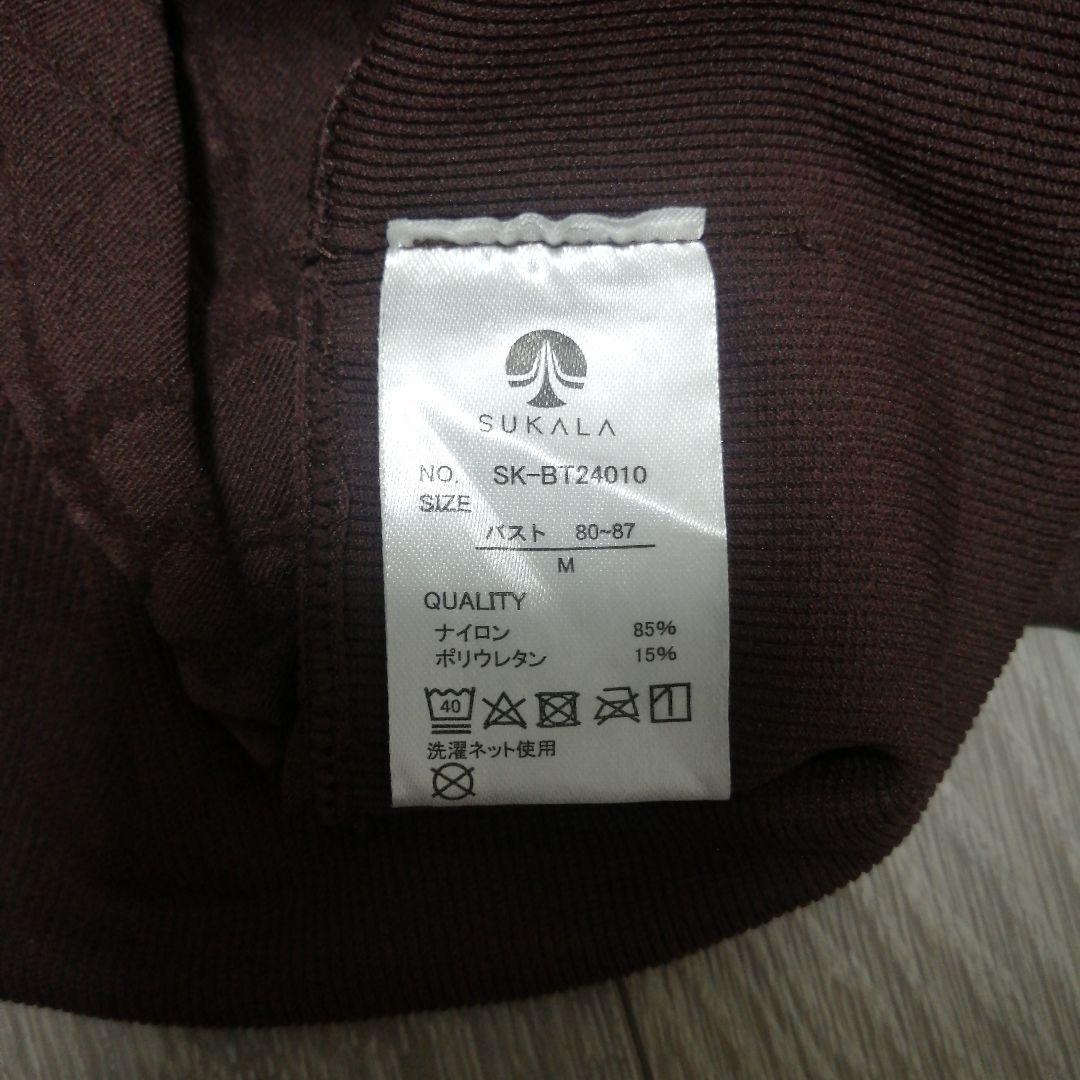 SUKALA
NO. SK-BT24010
SIZE
バスト 80~87
M
QUALITY
ナイロン 85%
ポリウレタン 15%
40
洗濯ネット使用